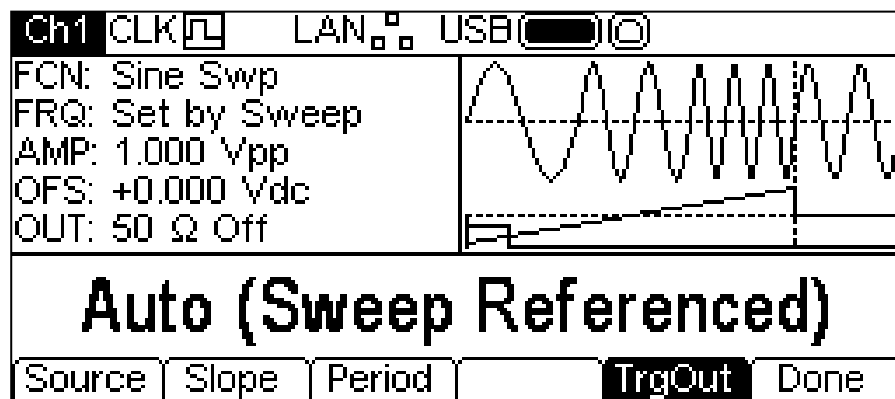 Ch1 CLK LAN USB
FCN: Sine Swp
FRQ: Set by Sweep
AMP: 1.000 Vpp
OFS: +0.000 Vdc
OUT: 50 Ω Off
Auto (Sweep Referenced)
Source Slope Period TrgOut Done